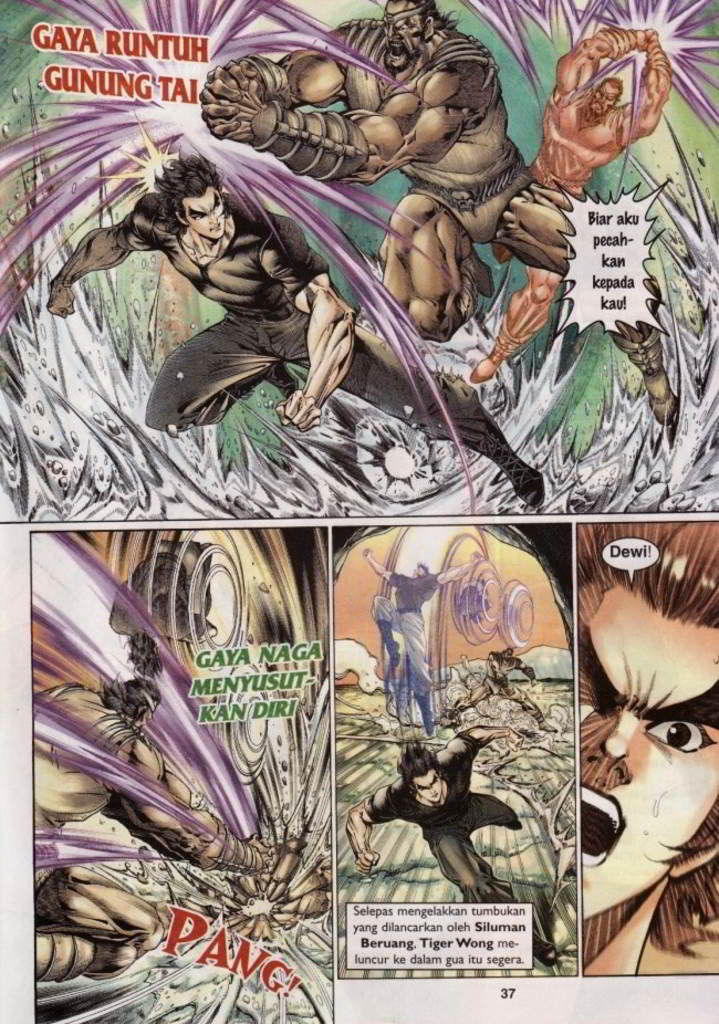 GAYA RUNTUH
GUNUNG TAI
Biar aku
pecah-
kan
kepada
kau!
GAYA NAGA
MENYUSUT-
KAN DIRI
PANG!
Selepas mengelakkan tumbukan
yang dilancarkan oleh Siluman
Beruang, Tiger Wong me-
luncur ke dalam gua itu segera.
Dewi!
37